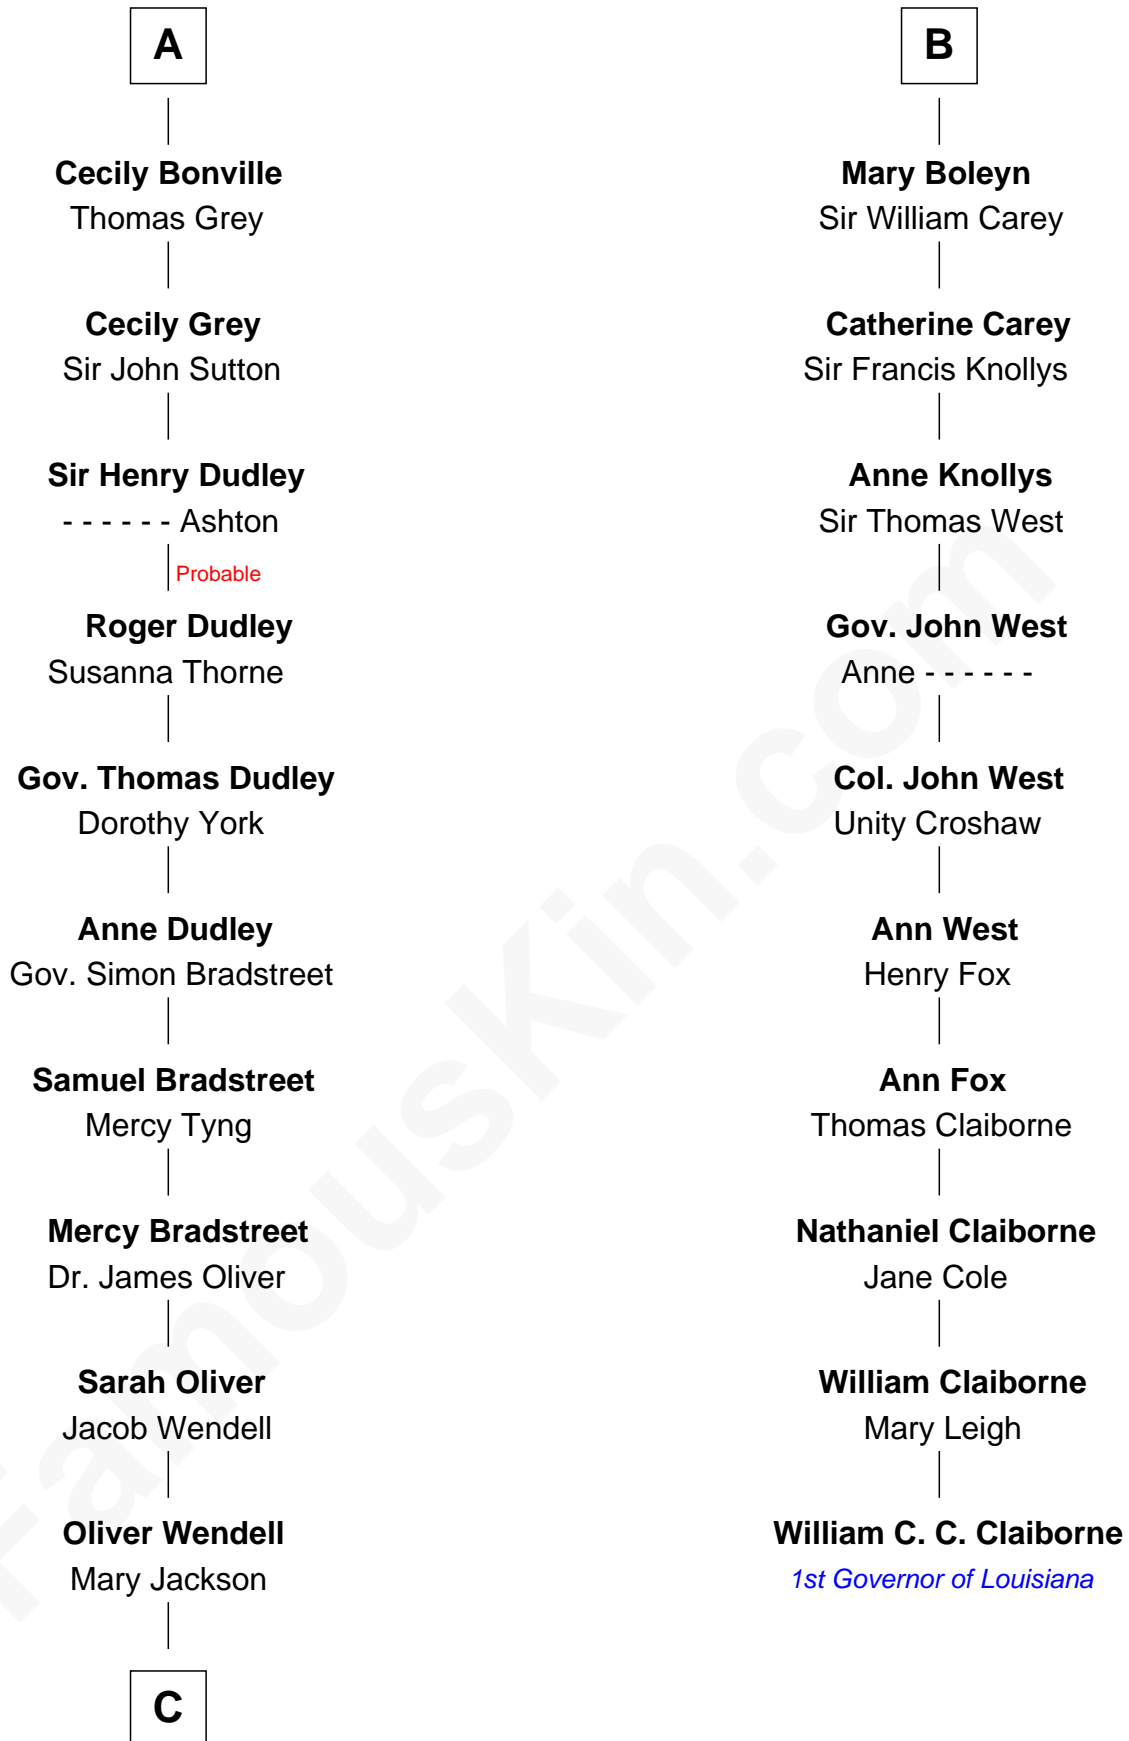 A
Cecily Bonville
Thomas Grey
Cecily Grey
Sir John Sutton
Sir Henry Dudley
- - - - - - Ashton
Probable
Roger Dudley
Susanna Thorne
Gov. Thomas Dudley
Dorothy York
Anne Dudley
Gov. Simon Bradstreet
Samuel Bradstreet
Mercy Tyng
Mercy Bradstreet
Dr. James Oliver
Sarah Oliver
Jacob Wendell
Oliver Wendell
Mary Jackson
C
B
Mary Boleyn
Sir William Carey
Catherine Carey
Sir Francis Knollys
Anne Knollys
Sir Thomas West
Gov. John West
Anne - - - - - -
Col. John West
Unity Croshaw
Ann West
Henry Fox
Ann Fox
Thomas Claiborne
Nathaniel Claiborne
Jane Cole
William Claiborne
Mary Leigh
William C. C. Claiborne
1st Governor of Louisiana
FamousKin.com